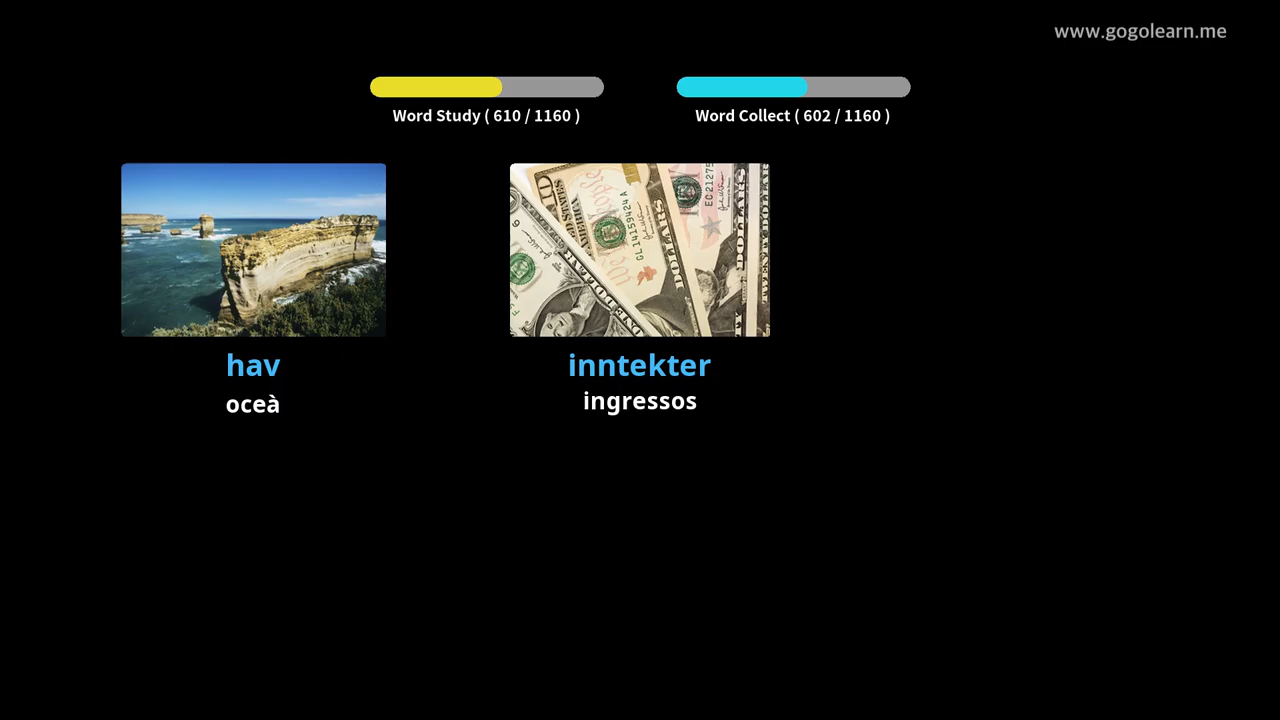 www.gogolearn.me
Word Study ( 610 / 1160 )
Word Collect ( 602 / 1160 )
hav
oceà
inntekter
ingressos